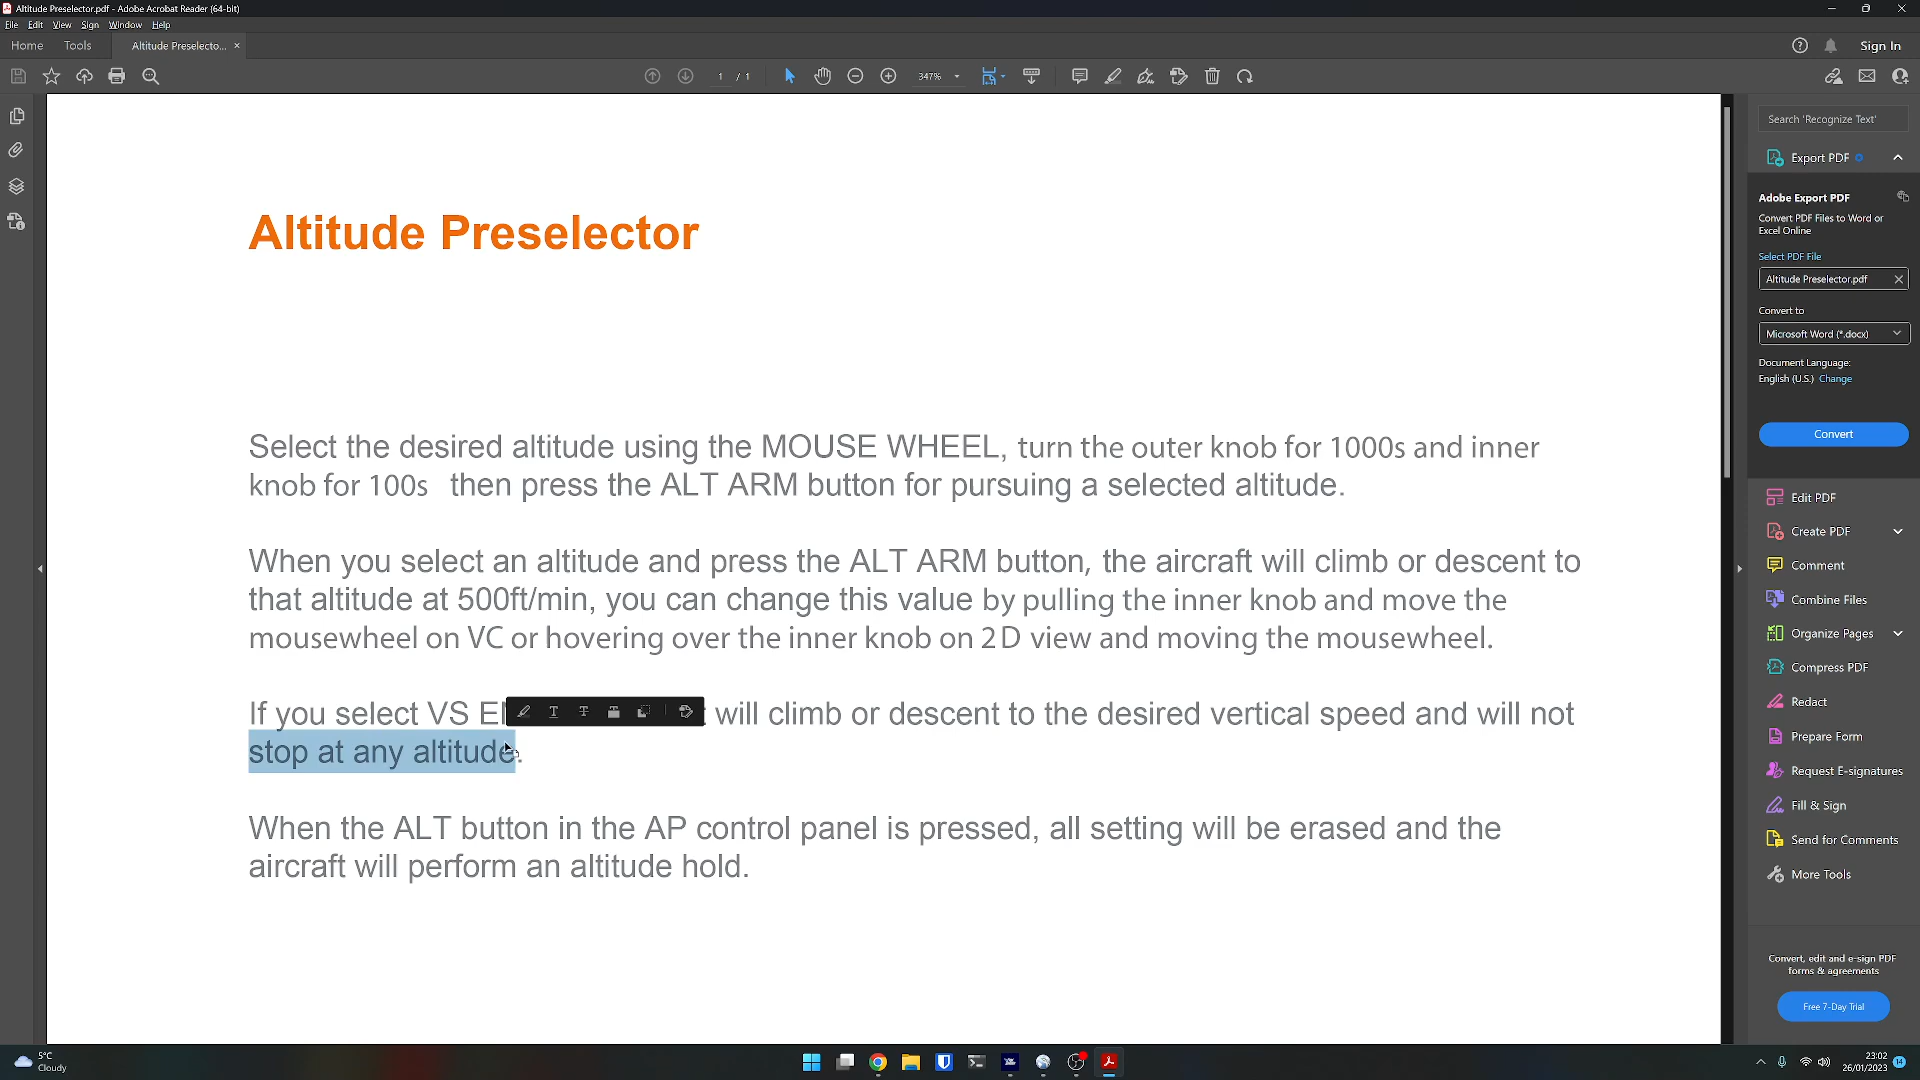 Altitude Preselector.pdf - Adobe Acrobat Reader (64-bit)
File Edit View Sign Window Help
Home Tools Altitude Preselecto... × Sign In
1 / 1 347%
Search 'Recognize Text'
Export PDF
Adobe Export PDF
Convert PDF Files to Word or
Excel Online
Select PDF File
Altitude Preselector.pdf
Convert to
Microsoft Word (*.docx)
Document Language:
English (U.S.) Change
Convert
Edit PDF
Create PDF
Comment
Combine Files
Organize Pages
Compress PDF
Redact
Prepare Form
Request E-signatures
Fill & Sign
Send for Comments
More Tools
Convert, edit and e-sign PDF
forms & agreements
Free 7-Day Trial
Altitude Preselector
Select the desired altitude using the MOUSE WHEEL, turn the outer knob for 1000s and inner
knob for 100s then press the ALT ARM button for pursuing a selected altitude.
When you select an altitude and press the ALT ARM button, the aircraft will climb or descent to
that altitude at 500ft/min, you can change this value by pulling the inner knob and move the
mousewheel on VC or hovering over the inner knob on 2D view and moving the mousewheel.
If you select VS will climb or descent to the desired vertical speed and will not
stop at any altitude.
When the ALT button in the AP control panel is pressed, all setting will be erased and the
aircraft will perform an altitude hold.
5°C
Cloudy
23:02
26/01/2023
14